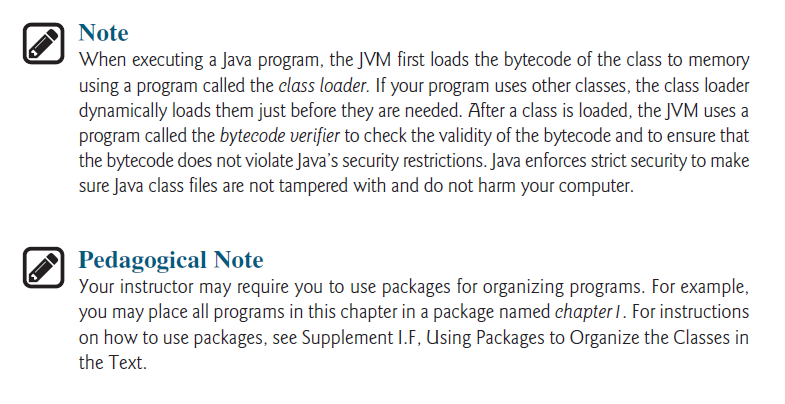 Note
When executing a Java program, the JVM first loads the bytecode of the class to memory
using a program called the class loader. If your program uses other classes, the class loader
dynamically loads them just before they are needed. After a class is loaded, the JVM uses a
program called the bytecode verifier to check the validity of the bytecode and to ensure that
the bytecode does not violate Java's security restrictions. Java enforces strict security to make
sure Java class files are not tampered with and do not harm your computer.
Pedagogical Note
Your instructor may require you to use packages for organizing programs. For example,
you may place all programs in this chapter in a package named chapter1. For instructions
on how to use packages, see Supplement I.F, Using Packages to Organize the Classes in
the Text.